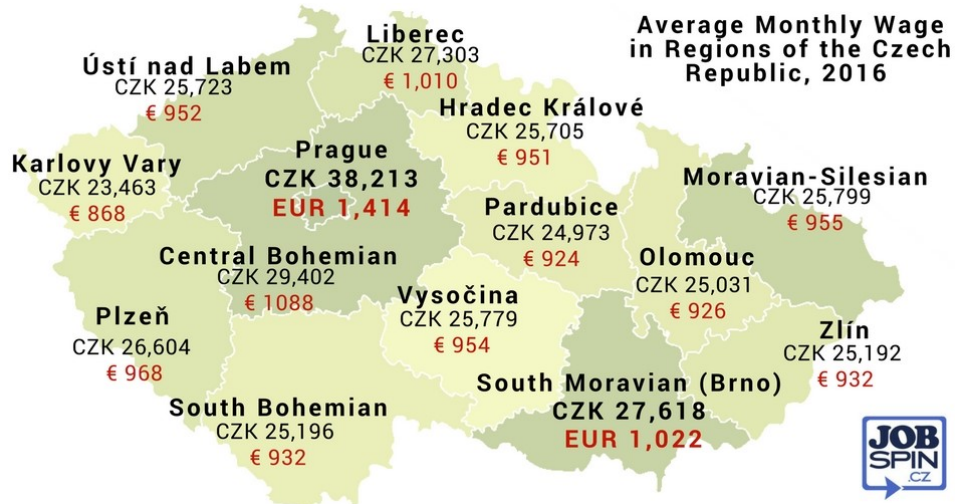 Average Monthly Wage
in Regions of the Czech
Republic, 2016
Liberec
CZK 27,303
€ 1,010
Ústí nad Labem
CZK 25,723
€ 952
Hradec Králové
CZK 25,705
€ 951
Karlovy Vary
CZK 23,463
€ 868
Prague
CZK 38,213
EUR 1,414
Moravian-Silesian
CZK 25,799
€ 955
Pardubice
CZK 24,973
€ 924
Central Bohemian
CZK 29,402
€ 1088
Olomouc
CZK 25,031
€ 926
Vysočina
CZK 25,779
€ 954
Plzeň
CZK 26,604
€ 968
Zlín
CZK 25,192
€ 932
South Moravian (Brno)
CZK 27,618
EUR 1,022
South Bohemian
CZK 25,196
€ 932
JOB
SPIN
.CZ